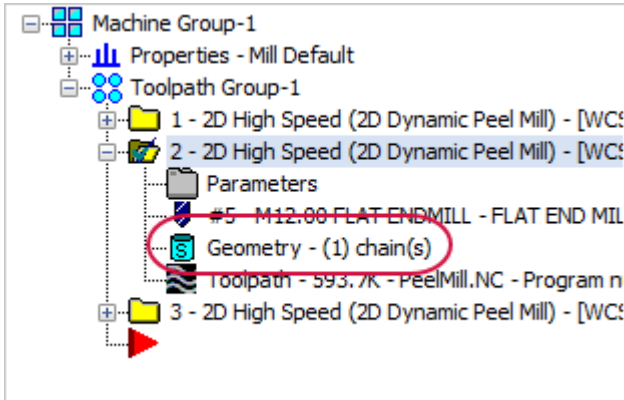 Machine Group-1
Properties - Mill Default
Toolpath Group-1
1 - 2D High Speed (2D Dynamic Peel Mill) - [WCS
2 - 2D High Speed (2D Dynamic Peel Mill) - [WCS
Parameters
#5 - M12.00 FLAT ENDMILL - FLAT END MIL
Geometry - (1) chain(s)
Toolpath - 593.7K - PeelMill.NC - Program n
3 - 2D High Speed (2D Dynamic Peel Mill) - [WCS